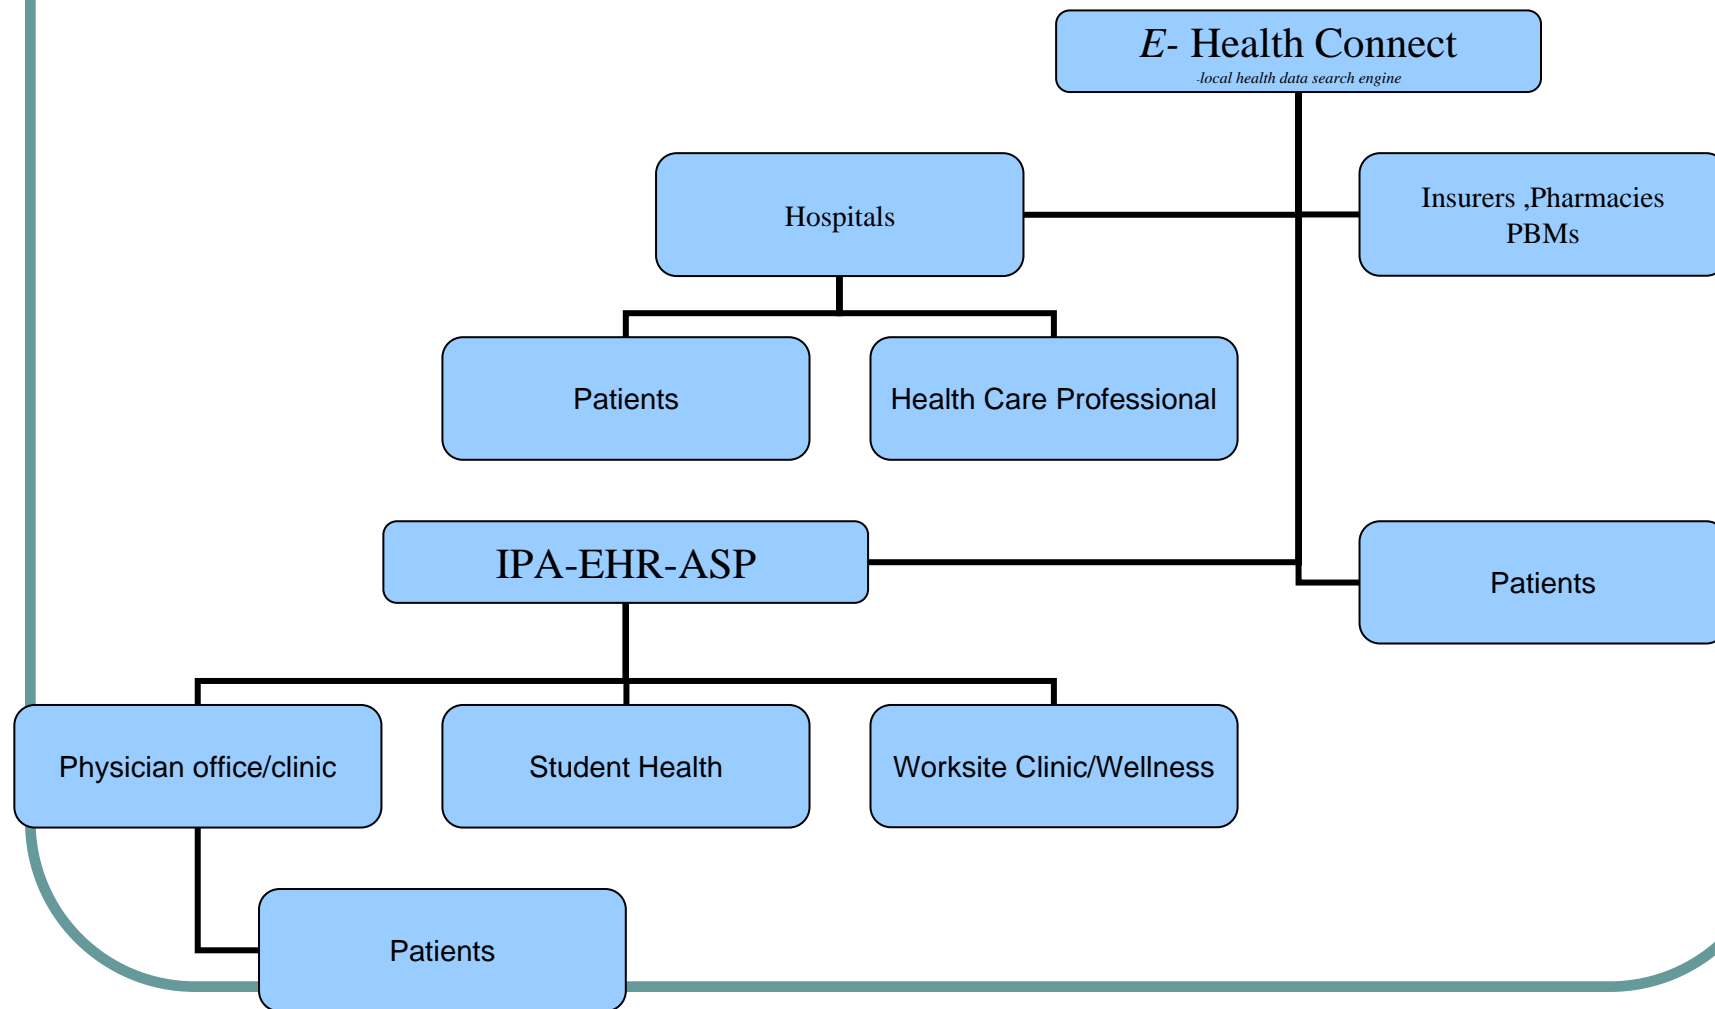 E- Health Connect
-local health data search engine
Hospitals
Insurers ,Pharmacies
PBMs
Patients
Health Care Professional
IPA-EHR-ASP
Patients
Physician office/clinic
Student Health
Worksite Clinic/Wellness
Patients